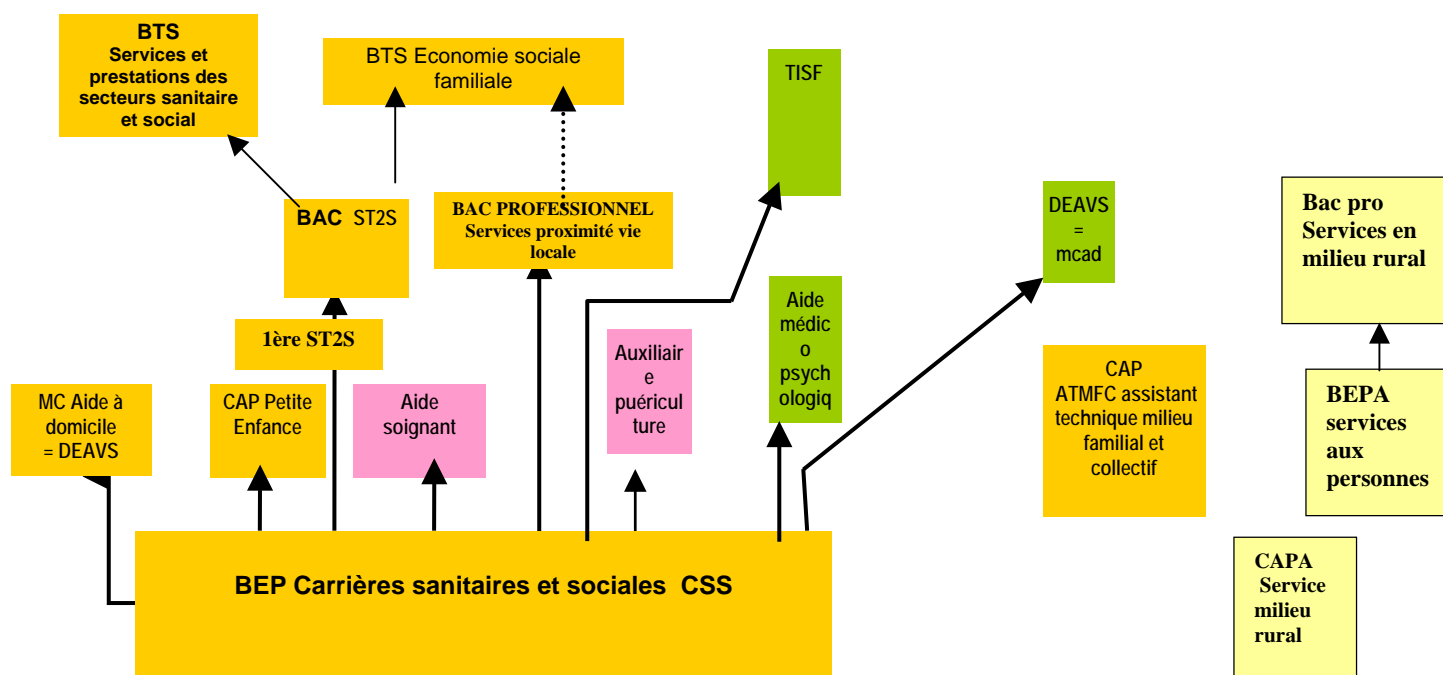 BTS
Services et
prestations des
secteurs sanitaire
et social
BTS Economie sociale
familiale
TISF
BAC ST2S
BAC PROFESSIONNEL
Services proximité vie
locale
DEAVS
=
mcad
Bac pro
Services en
milieu rural
1ère ST2S
Auxiliair
e
puéricul
ture
Aide
médic
o
psych
ologiq
CAP
ATMFC assistant
technique milieu
familial et
collectif
BEPA
services
aux
personnes
MC Aide à
domicile
= DEAVS
CAP Petite
Enfance
Aide
soignant
BEP Carrières sanitaires et sociales CSS
CAPA
Service
milieu
rural